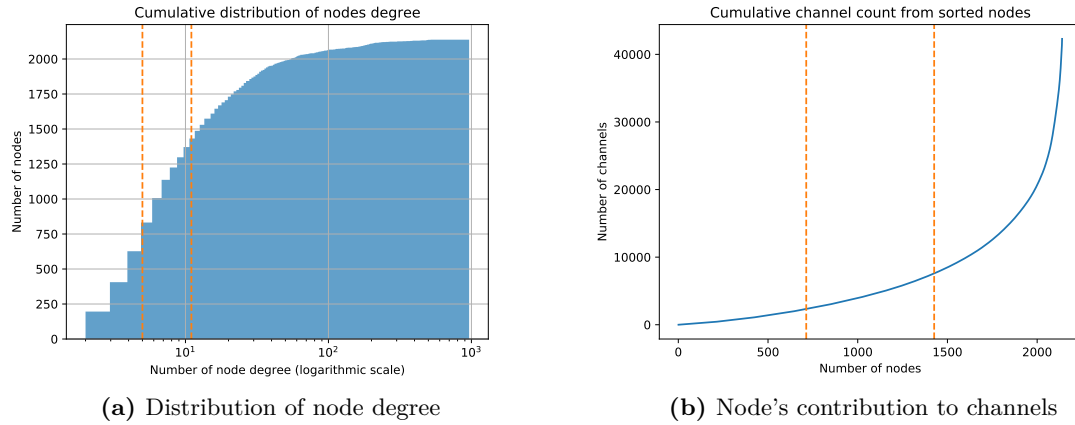 Cumulative distribution of nodes degree
Number of nodes
2000
1750
1500
1250
1000
750
500
250
0
10¹ 10² 10³
Number of node degree (logarithmic scale)
(a) Distribution of node degree
Cumulative channel count from sorted nodes
Number of channels
40000
30000
20000
10000
0
0 500 1000 1500 2000
Number of nodes
(b) Node's contribution to channels